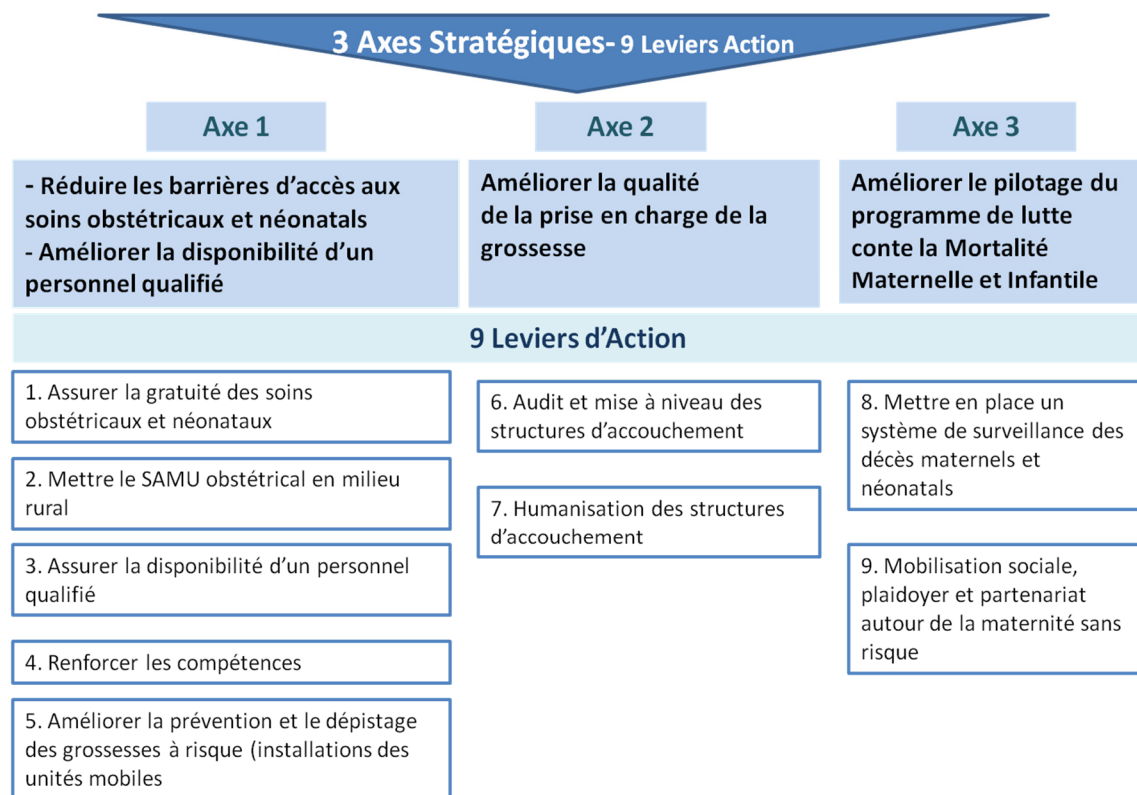 3 Axes Stratégiques- 9 Leviers Action
Axe 1
- Réduire les barrières d’accès aux
soins obstétricaux et néonatals
- Améliorer la disponibilité d’un
personnel qualifié
Axe 2
Améliorer la qualité
de la prise en charge de la
grossesse
Axe 3
Améliorer le pilotage du
programme de lutte
conte la Mortalité
Maternelle et Infantile
9 Leviers d’Action
1. Assurer la gratuité des soins
obstétricaux et néonataux
2. Mettre le SAMU obstétrical en milieu
rural
3. Assurer la disponibilité d’un personnel
qualifié
4. Renforcer les compétences
5. Améliorer la prévention et le dépistage
des grossesses à risque (installations des
unités mobiles
6. Audit et mise à niveau des
structures d’accouchement
7. Humanisation des structures
d’accouchement
8. Mettre en place un
système de surveillance des
décès maternels et
néonatals
9. Mobilisation sociale,
plaidoyer et partenariat
autour de la maternité sans
risque